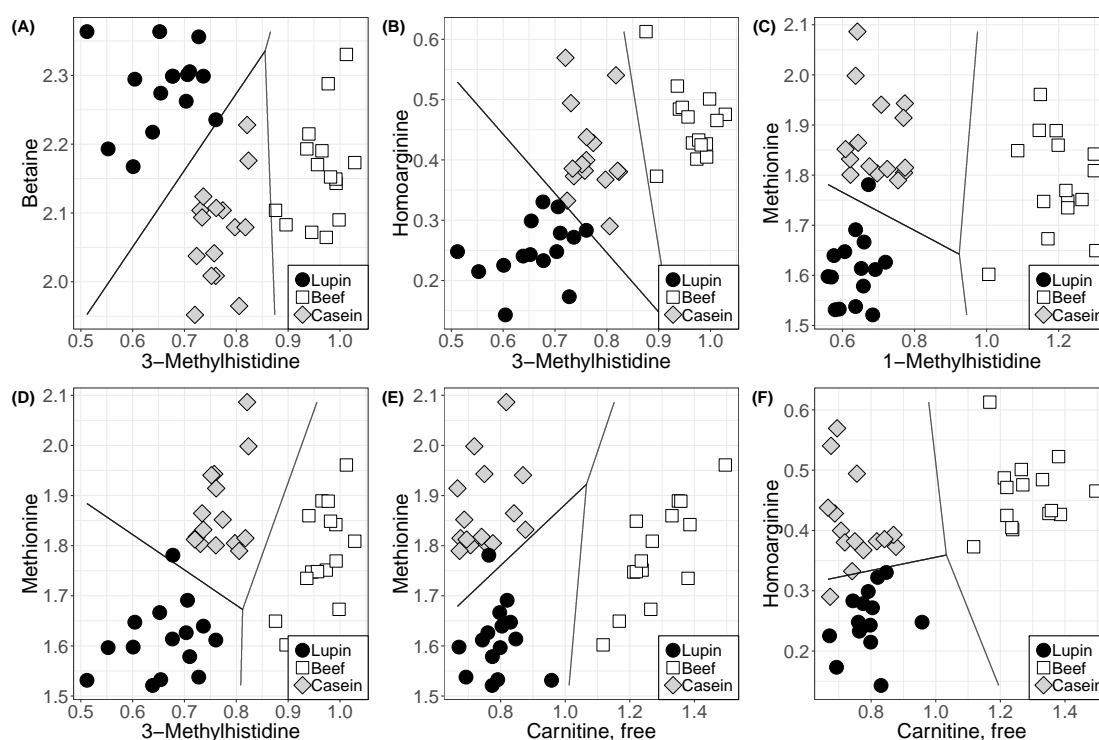 (A)
Betaine
2.3
2.2
2.1
2.0
0.5 0.6 0.7 0.8 0.9 1.0
3−Methylhistidine
Lupin
Beef
Casein
(B)
Homoarginine
0.6
0.5
0.4
0.3
0.2
0.5 0.6 0.7 0.8 0.9 1.0
3−Methylhistidine
Lupin
Beef
Casein
(C)
Methionine
2.1
2.0
1.9
1.8
1.7
1.6
1.5
0.6 0.8 1.0 1.2
1−Methylhistidine
Lupin
Beef
Casein
(D)
Methionine
2.1
2.0
1.9
1.8
1.7
1.6
1.5
0.5 0.6 0.7 0.8 0.9 1.0
3−Methylhistidine
Lupin
Beef
Casein
(E)
Methionine
2.1
2.0
1.9
1.8
1.7
1.6
1.5
0.8 1.0 1.2 1.4
Carnitine, free
Lupin
Beef
Casein
(F)
Homoarginine
0.6
0.5
0.4
0.3
0.2
0.8 1.0 1.2 1.4
Carnitine, free
Lupin
Beef
Casein